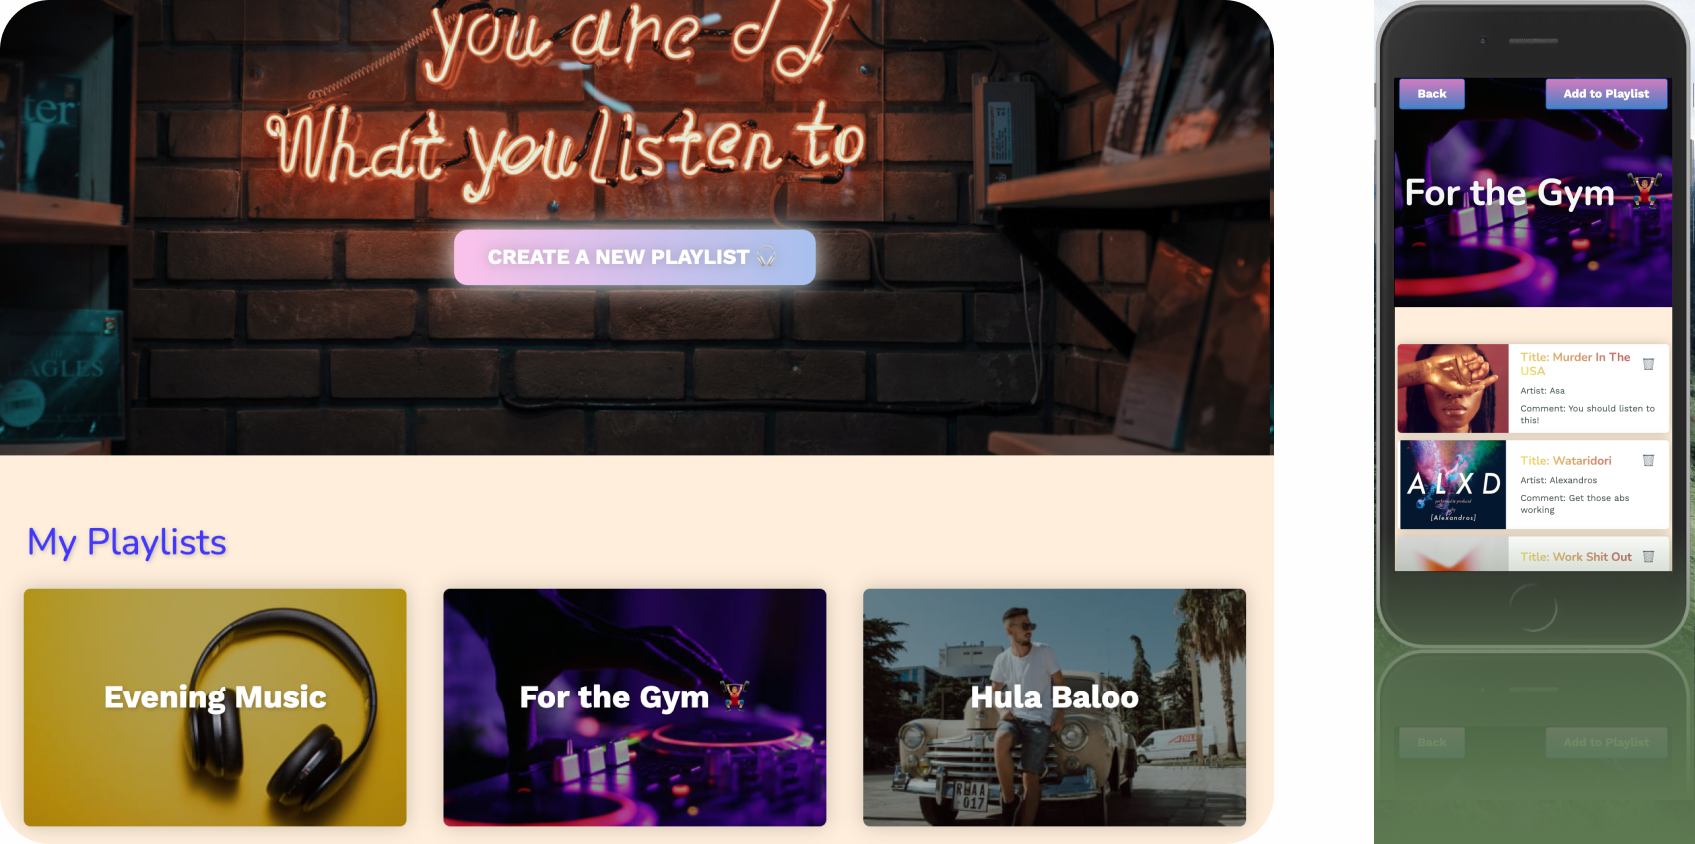 you are
What you listen to
ter
EAGLES
CREATE A NEW PLAYLIST
My Playlists
Evening Music
For the Gym
Hula Baloo
Back
Add to Playlist
For the Gym
Title: Murder In The
USA
Artist: Asa
Comment: You should listen to
this!
ALXD
[Alexandros]
Title: Wataridori
Artist: Alexandros
Comment: Get those abs
working
Title: Work Shit Out
Back
Add to Playlist